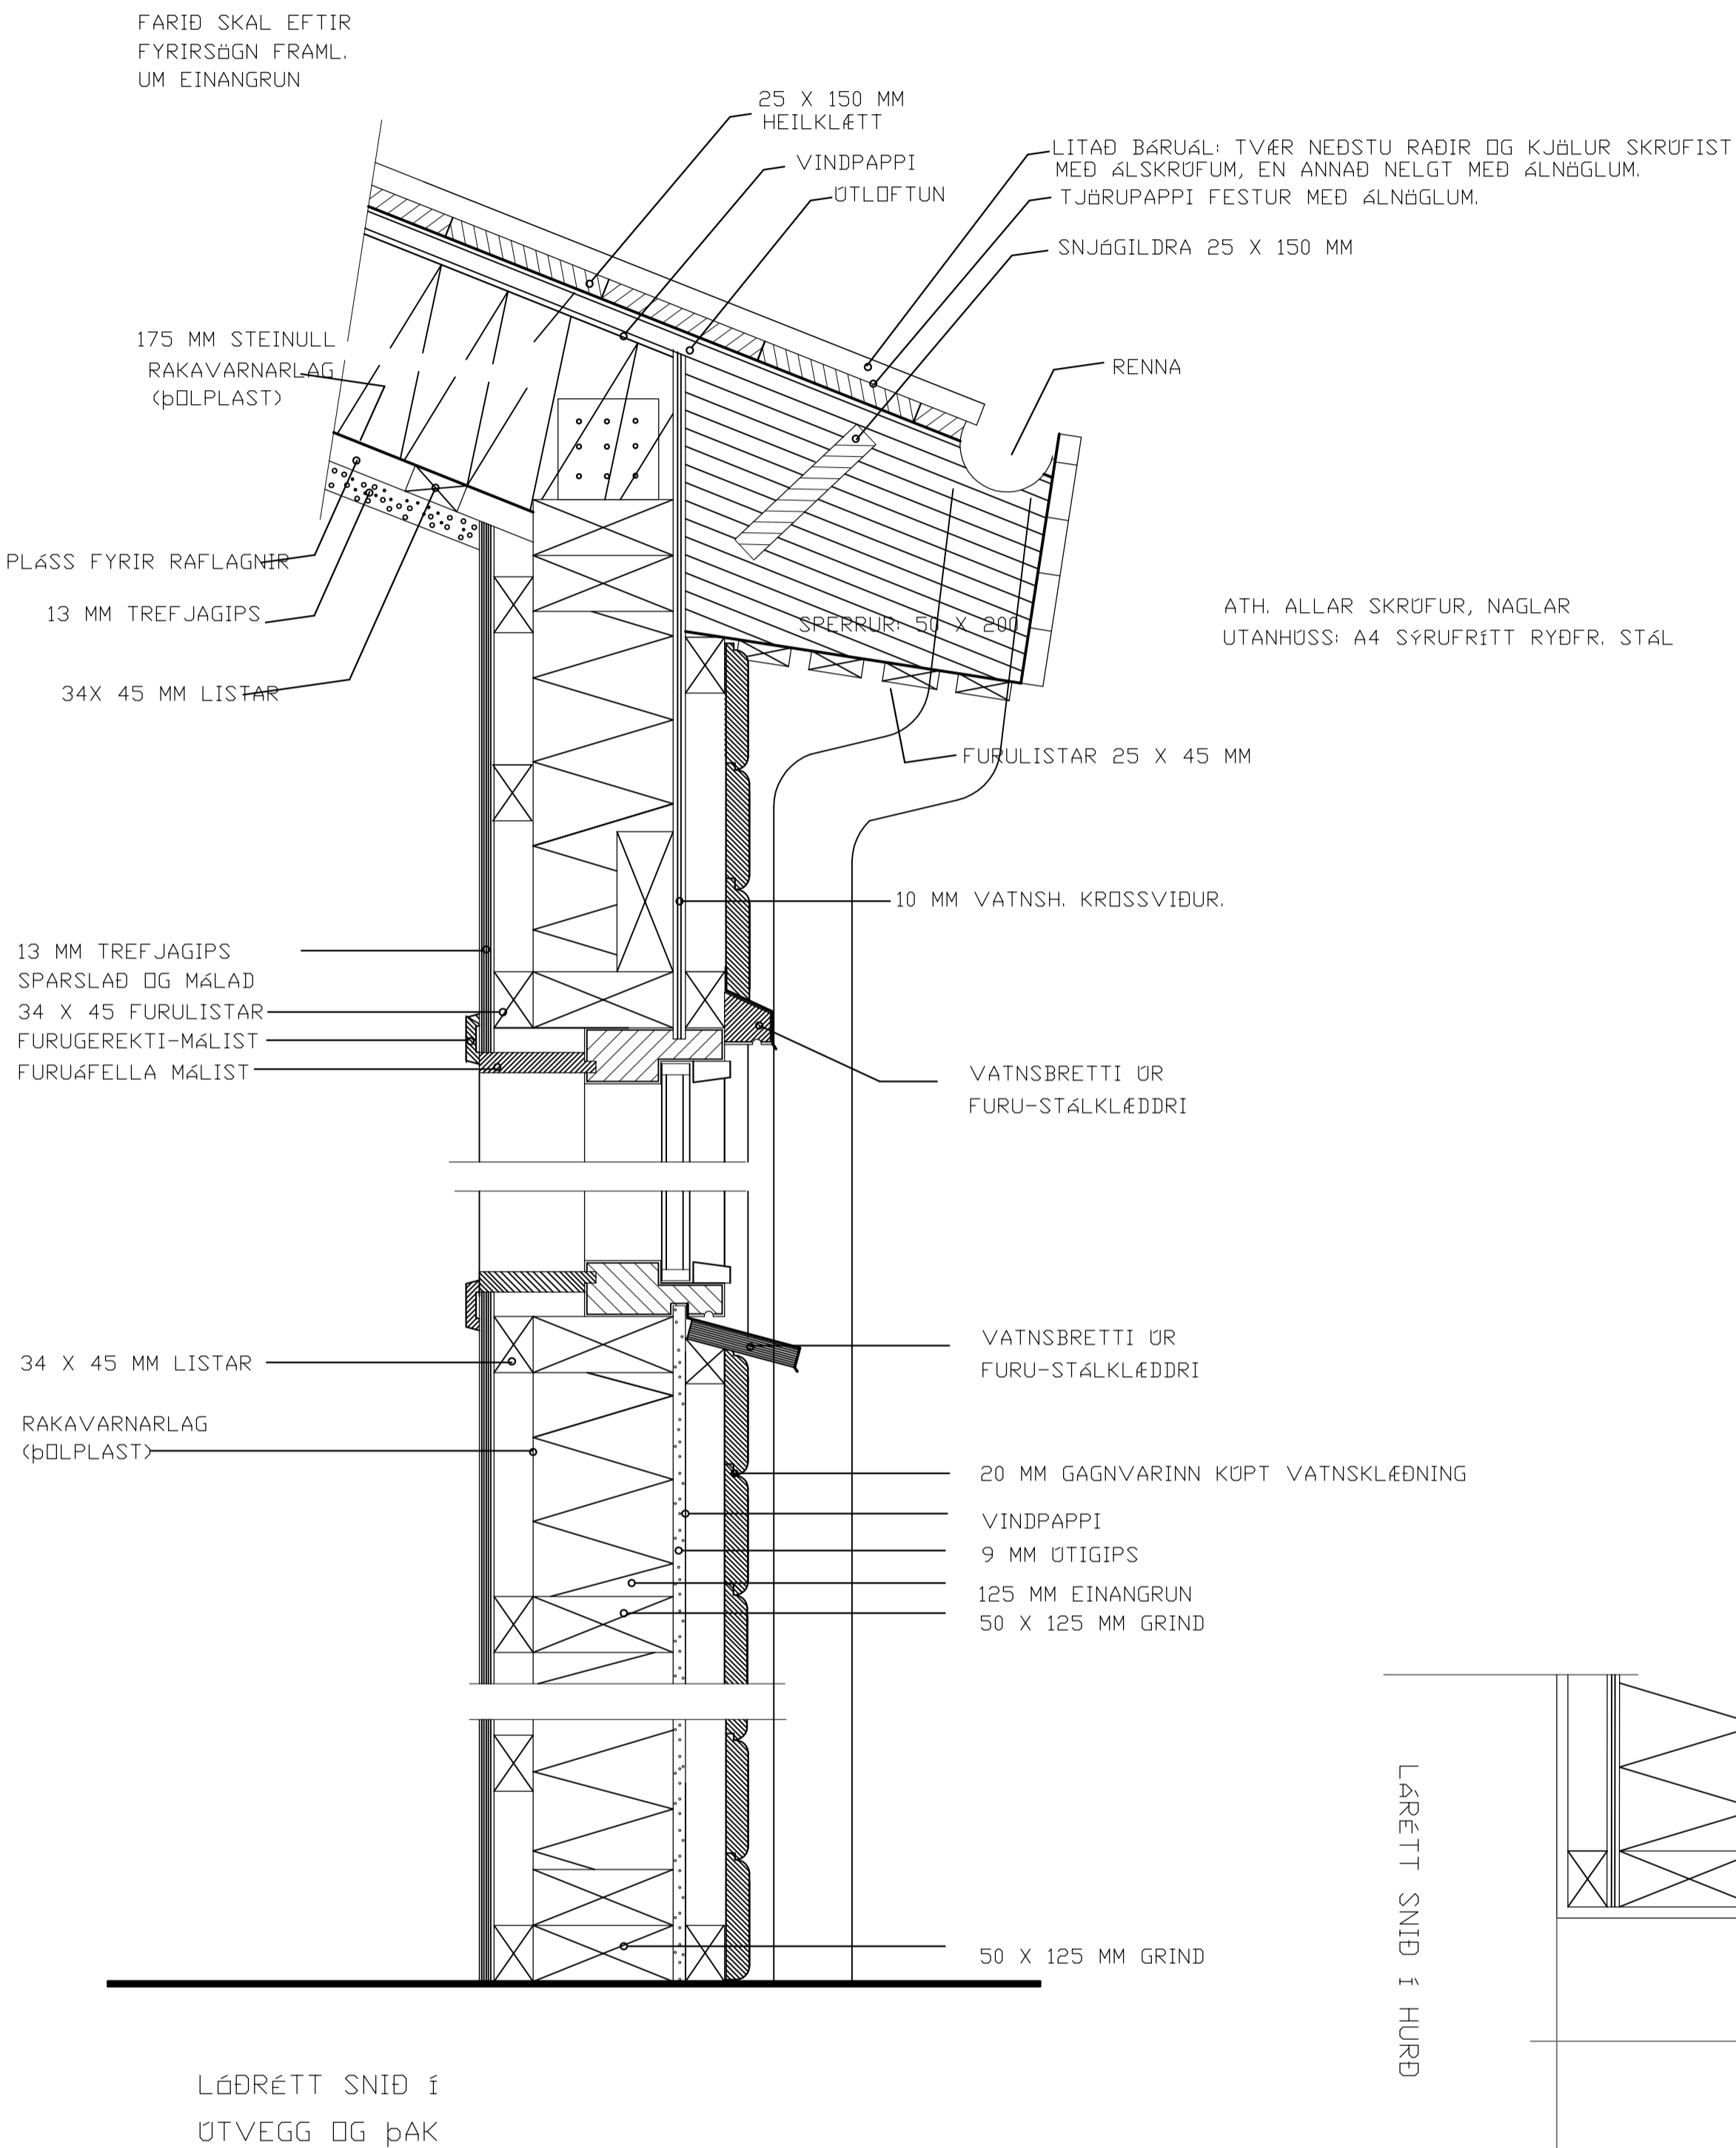 FARIÐ SKAL EFTIR
FYRIRSÖGN FRAML.
UM EINANGRUN
25 X 150 MM
HEILKLÆTT
VINDPAPPI
ÚTLOFTUN
LITAÐ BÁRUÁL: TVÆR NEÐSTU RAÐIR OG KJÖLUR SKRÚFIST
MEÐ ÁLSKRÚFUM, EN ANNAÐ NELGT MEÐ ÁLNÖGLUM.
TJÖRUPAPPI FESTUR MEÐ ÁLNÖGLUM.
SNJÓGILDRA 25 X 150 MM
175 MM STEINULL
RAKAVARNARLAG
(ÞOLPLAST)
RENNA
PLÁSS FYRIR RAFLAGNIR
13 MM TREFJAGIPS
34X 45 MM LISTAR
SPERRUR: 50 X 200
ATH. ALLAR SKRÚFUR, NAGLAR
UTANHÚSS: A4 SÝRUFRÍTT RYÐFR. STÁL
FURULISTAR 25 X 45 MM
10 MM VATNSH. KROSSVIÐUR.
13 MM TREFJAGIPS
SPARSLAÐ OG MÁLAD
34 X 45 FURULISTAR
FURUGEREKTI-MÁLIST
FURUÁFELLA MÁLIST
VATNSBRETTI ÚR
FURU-STÁLKLÆDDRI
VATNSBRETTI ÚR
FURU-STÁLKLÆDDRI
34 X 45 MM LISTAR
RAKAVARNARLAG
(ÞOLPLAST)
20 MM GAGNVARINN KÚPT VATNSKLÆÐNING
VINDPAPPI
9 MM ÚTIGIPS
125 MM EINANGRUN
50 X 125 MM GRIND
50 X 125 MM GRIND
LÁRÉTT SNIÐ Í HURÐ
LÓÐRÉTT SNIÐ Í
ÚTVEGG OG ÞAK